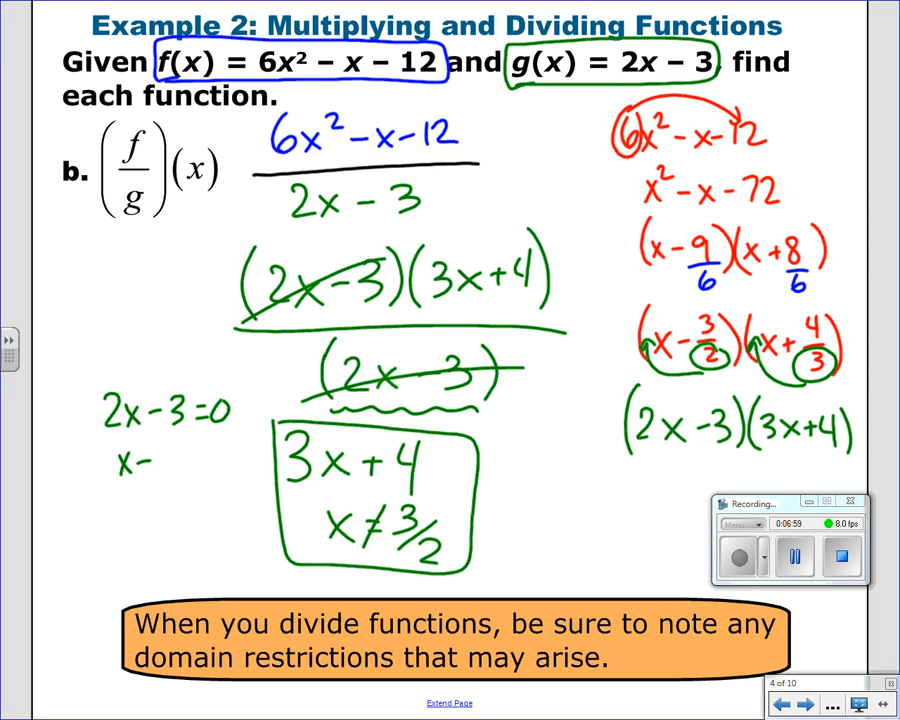 Example 2: Multiplying and Dividing Functions
Given f(x) = 6x² – x – 12 and g(x) = 2x – 3, find
each function.
b. (f/g)(x)
6x² – x – 12
2x – 3
(2x – 3)(3x + 4)
(2x – 3)
2x – 3 = 0
x –
3x + 4
x ≠ 3/2
6x² – x – 12
x² – x – 72
(x – 9/6)(x + 8/6)
(x – 3/2)(x + 4/3)
(2x – 3)(3x + 4)
Recording...
Menu
0:06:59
8.0 fps
When you divide functions, be sure to note any
domain restrictions that may arise.
4 of 10
...
Extend Page